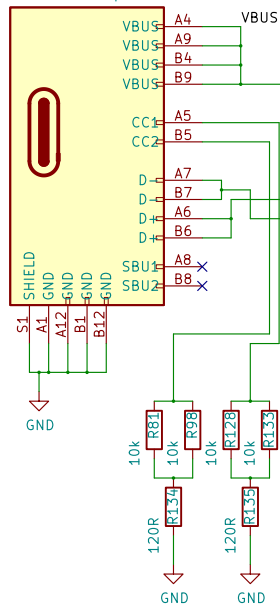 VBUS
VBUS A4
VBUS A9
VBUS B4
VBUS B9
CC1 A5
CC2 B5
D- A7
D- B7
D+ A6
D+ B6
SBU1 A8
SBU2 B8
SHIELD GND GND GND GND
S1 A1 A12 B1 B12
GND
10k R81 10k R98 10k R128 10k R133
120R R134 120R R135
GND GND